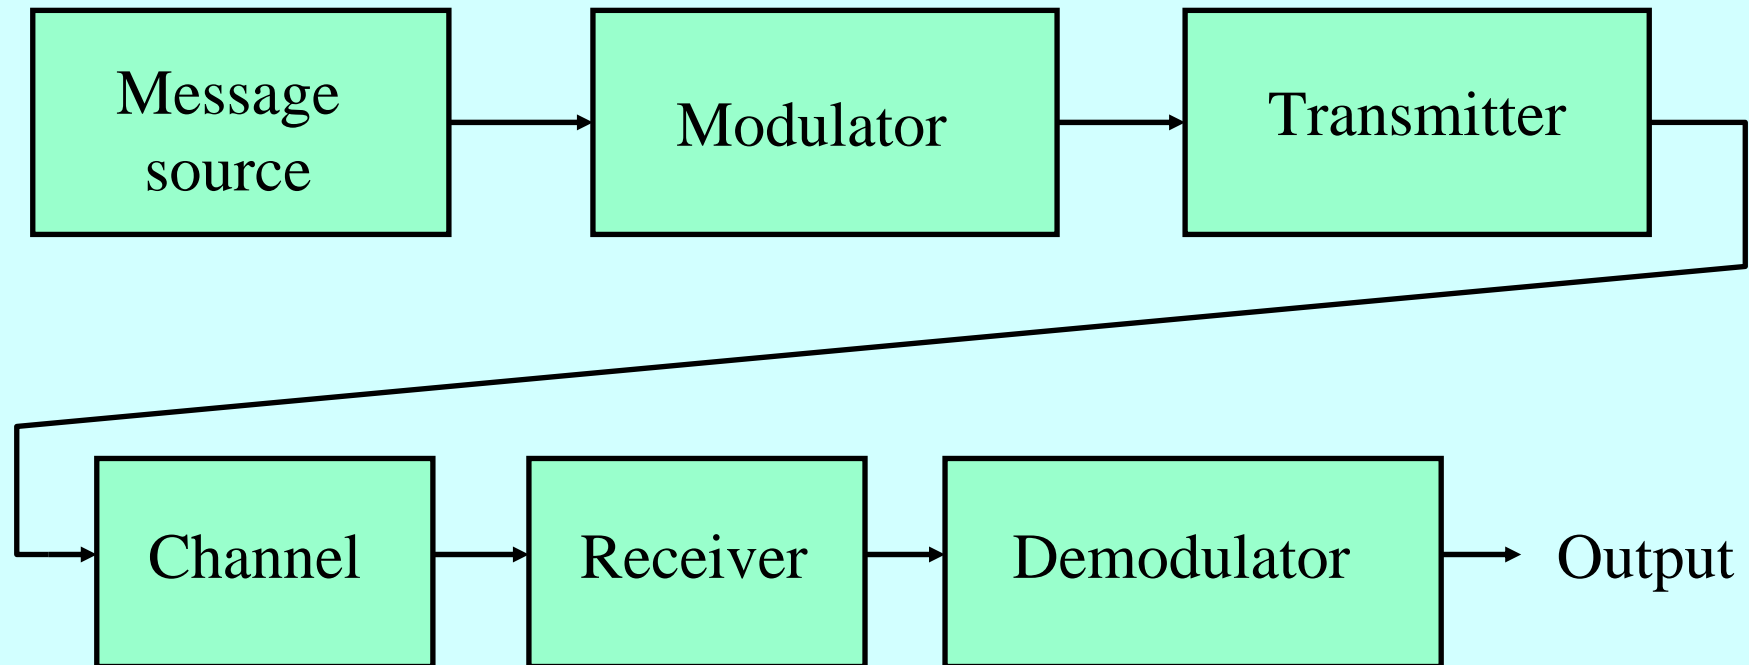 Message
source
Modulator
Transmitter
Channel
Receiver
Demodulator
Output